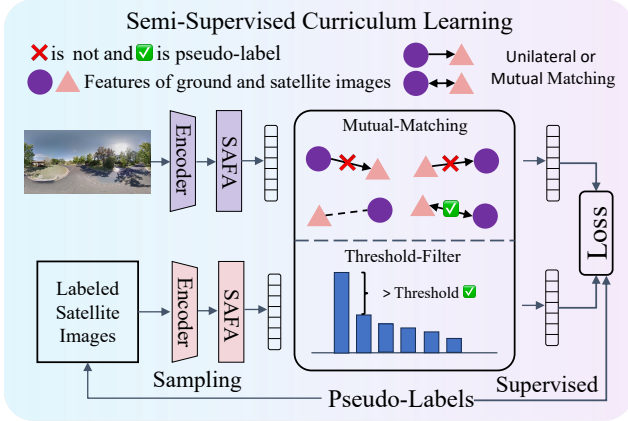 Semi-Supervised Curriculum Learning
is not and is pseudo-label
Features of ground and satellite images
Unilateral or
Mutual Matching
Encoder
SAFA
Mutual-Matching
Threshold-Filter
> Threshold
Loss
Labeled
Satellite
Images
Encoder
SAFA
Sampling
Pseudo-Labels
Supervised